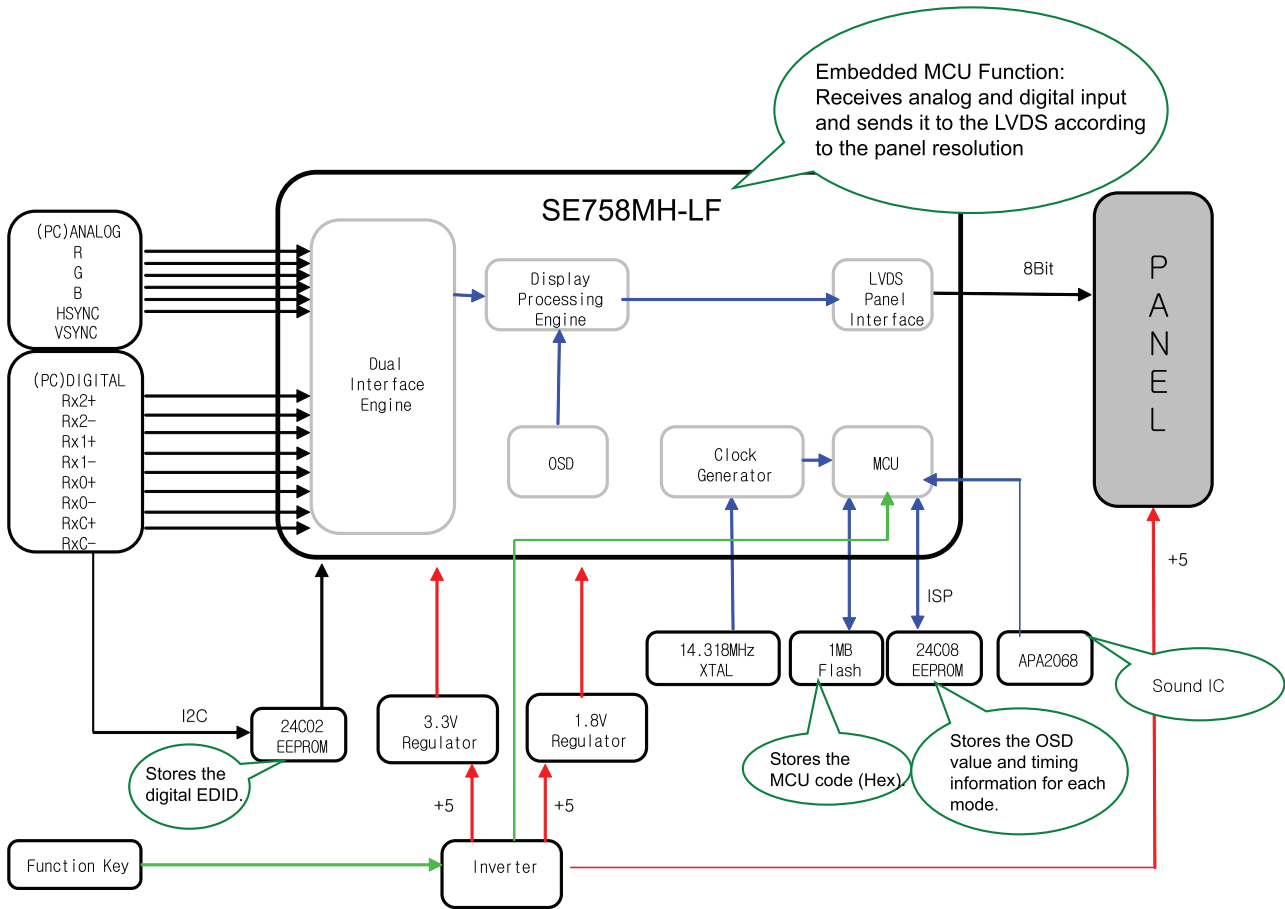 Embedded MCU Function:
Receives analog and digital input
and sends it to the LVDS according
to the panel resolution
SE758MH-LF
(PC)ANALOG
R
G
B
HSYNC
VSYNC
(PC)DIGITAL
Rx2+
Rx2-
Rx1+
Rx1-
Rx0+
Rx0-
RxC+
RxC-
Dual
Interface
Engine
Display
Processing
Engine
OSD
LVDS
Panel
Interface
8Bit
PANEL
Clock
Generator
MCU
+5
ISP
14.318MHz
XTAL
1MB
Flash
24C08
EEPROM
APA2068
Sound IC
I2C
24C02
EEPROM
3.3V
Regulator
1.8V
Regulator
Stores the
digital EDID.
Stores the
MCU code (Hex).
Stores the OSD
value and timing
information for each
mode.
+5
+5
Function Key
Inverter